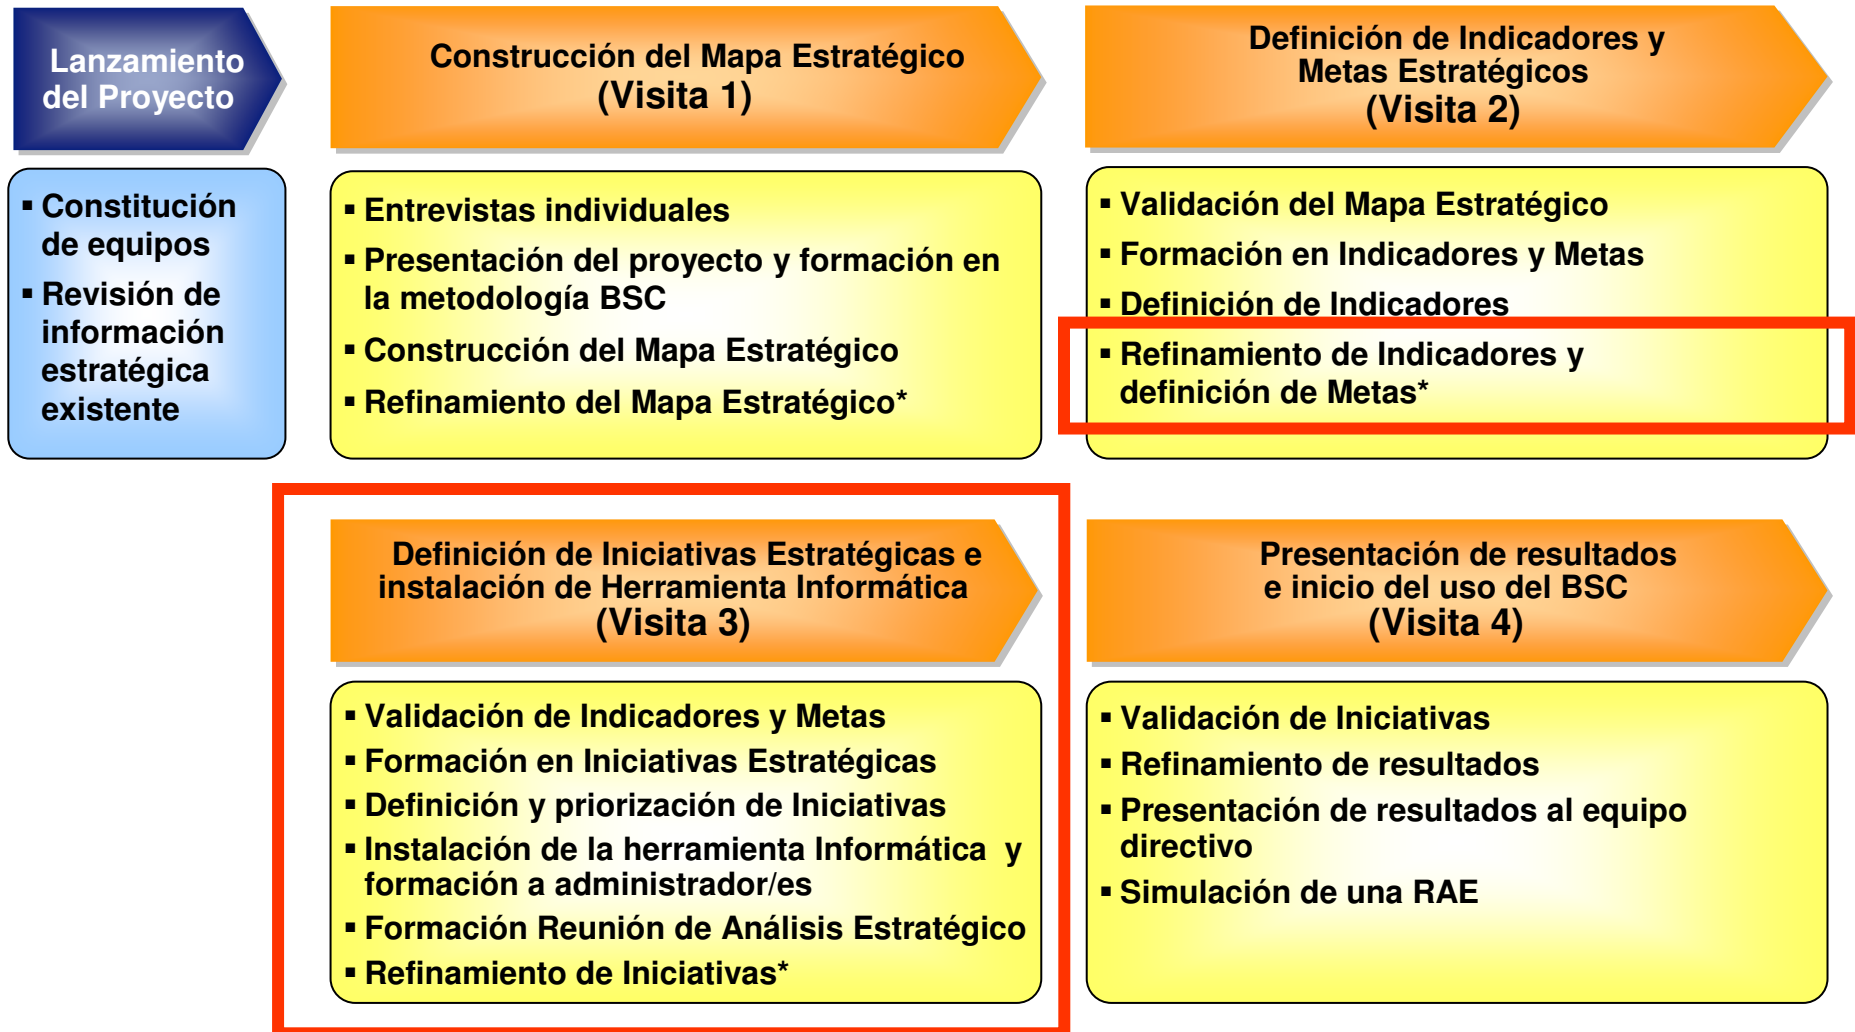 Lanzamiento
del Proyecto
▪ Constitución
de equipos
▪ Revisión de
información
estratégica
existente
Construcción del Mapa Estratégico
(Visita 1)
▪ Entrevistas individuales
▪ Presentación del proyecto y formación en
la metodología BSC
▪ Construcción del Mapa Estratégico
▪ Refinamiento del Mapa Estratégico*
Definición de Indicadores y
Metas Estratégicos
(Visita 2)
▪ Validación del Mapa Estratégico
▪ Formación en Indicadores y Metas
▪ Definición de Indicadores
▪ Refinamiento de Indicadores y
definición de Metas*
Definición de Iniciativas Estratégicas e
instalación de Herramienta Informática
(Visita 3)
▪ Validación de Indicadores y Metas
▪ Formación en Iniciativas Estratégicas
▪ Definición y priorización de Iniciativas
▪ Instalación de la herramienta Informática y
formación a administrador/es
▪ Formación Reunión de Análisis Estratégico
▪ Refinamiento de Iniciativas*
Presentación de resultados
e inicio del uso del BSC
(Visita 4)
▪ Validación de Iniciativas
▪ Refinamiento de resultados
▪ Presentación de resultados al equipo
directivo
▪ Simulación de una RAE